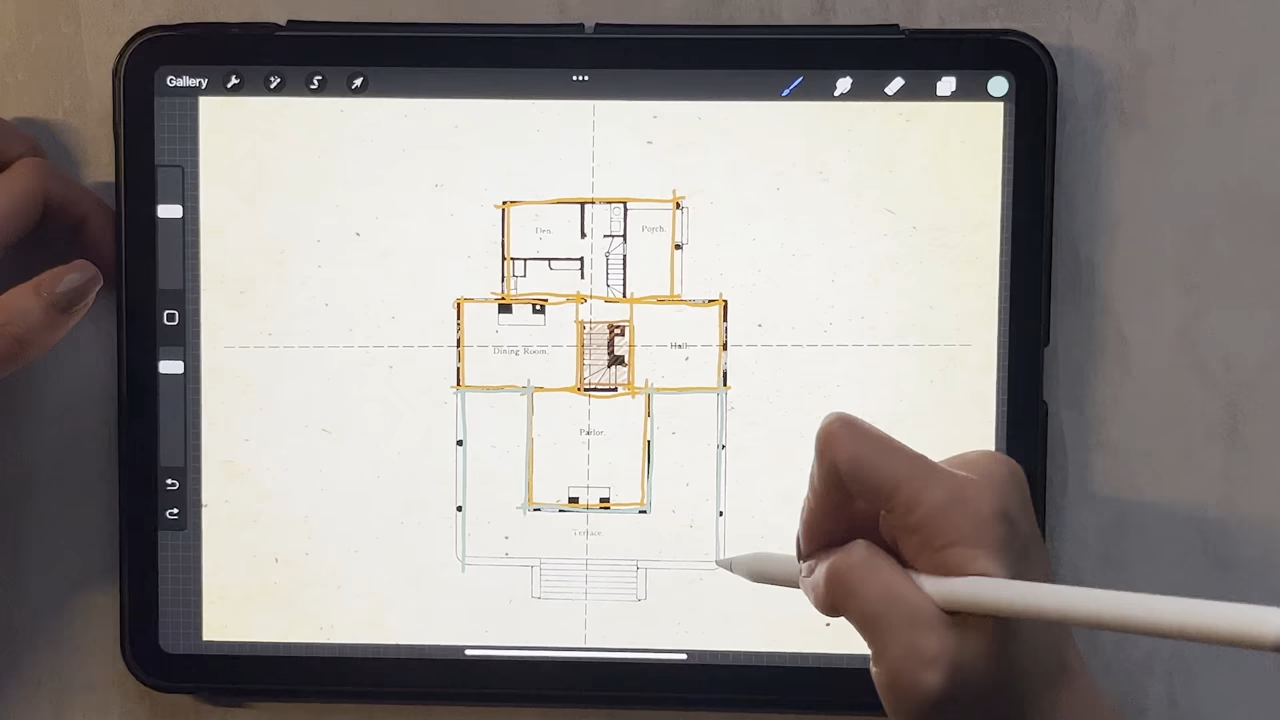 Gallery
Den.
Porch.
Dining Room.
Hall.
Parlor.
Terrace.